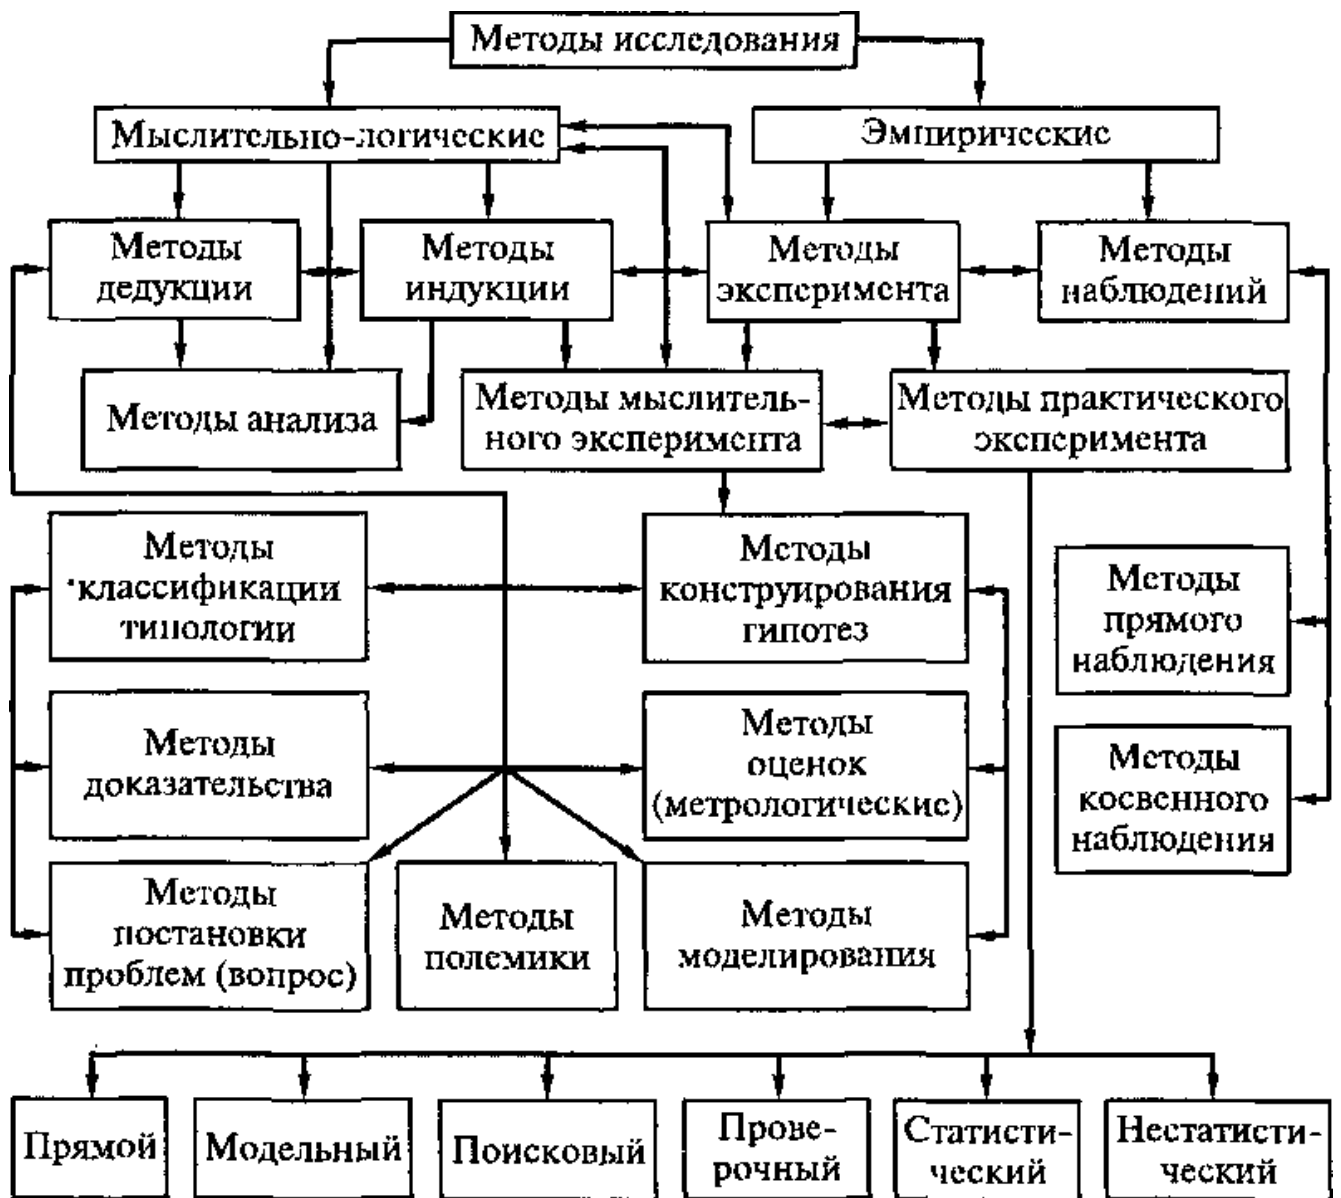 Методы исследования
Мыслительно-логические
Эмпирические
Методы
дедукции
Методы
индукции
Методы
эксперимента
Методы
наблюдений
Методы анализа
Методы мыслитель-
ного эксперимента
Методы практического
эксперимента
Методы
классификации
типологии
Методы
конструирования
гипотез
Методы
прямого
наблюдения
Методы
доказательства
Методы
оценок
(метрологические)
Методы
косвенного
наблюдения
Методы
постановки
проблем (вопрос)
Методы
полемики
Методы
моделирования
Прямой
Модельный
Поисковый
Прове-
рочный
Статисти-
ческий
Нестатисти-
ческий